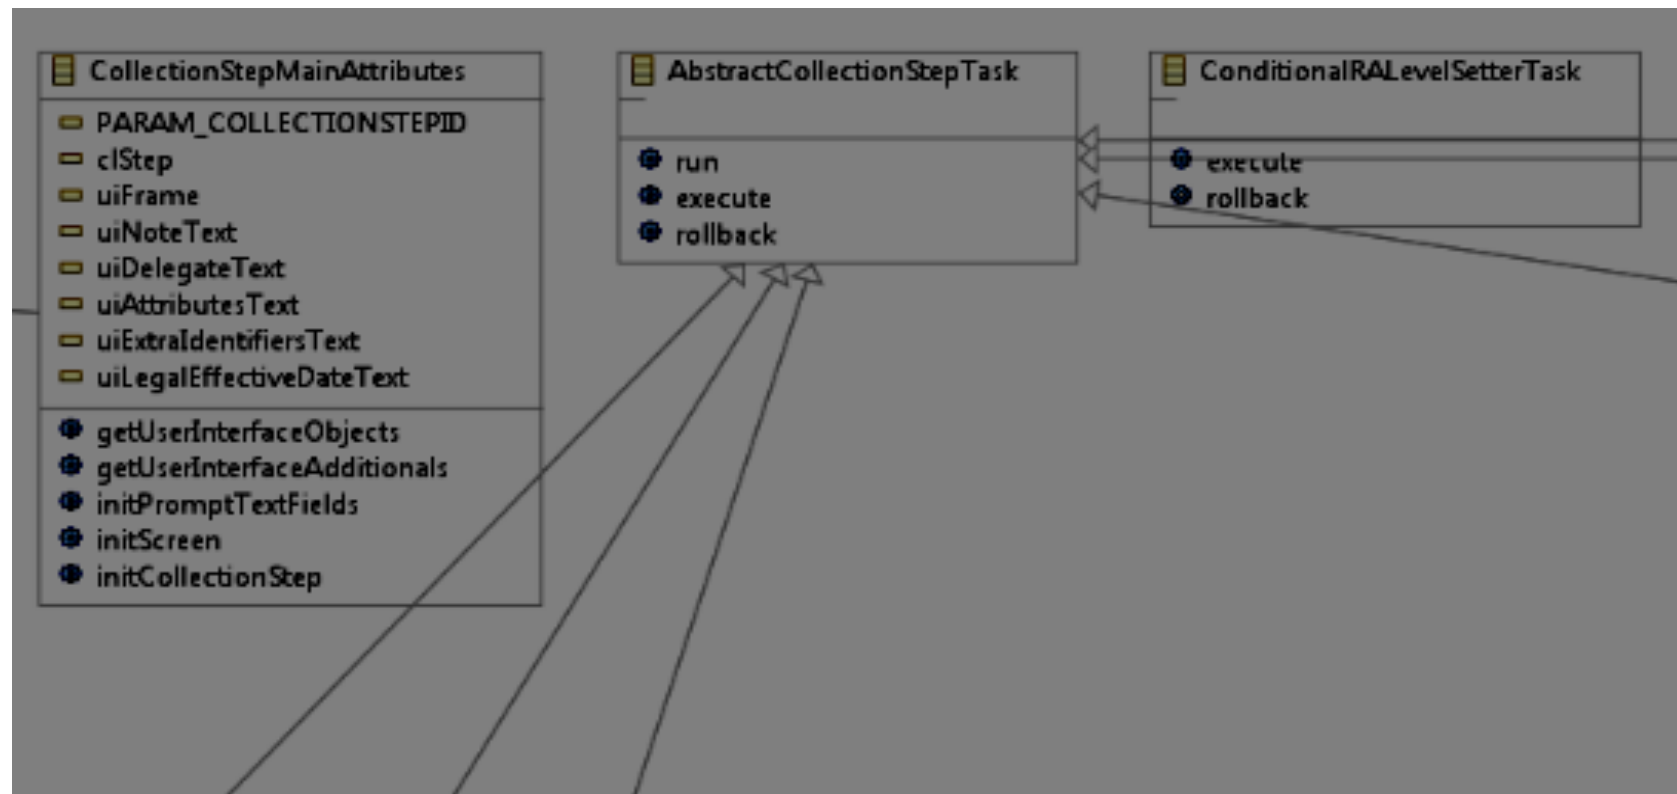 CollectionStepMainAttributes
PARAM_COLLECTIONSTEPID
clStep
uiFrame
uiNoteText
uiDelegateText
uiAttributesText
uiExtraIdentifiersText
uiLegalEffectiveDateText
getUserInterfaceObjects
getUserInterfaceAdditionals
initPromptTextFields
initScreen
initCollectionStep
AbstractCollectionStepTask
run
execute
rollback
ConditionalRALevelSetterTask
execute
rollback